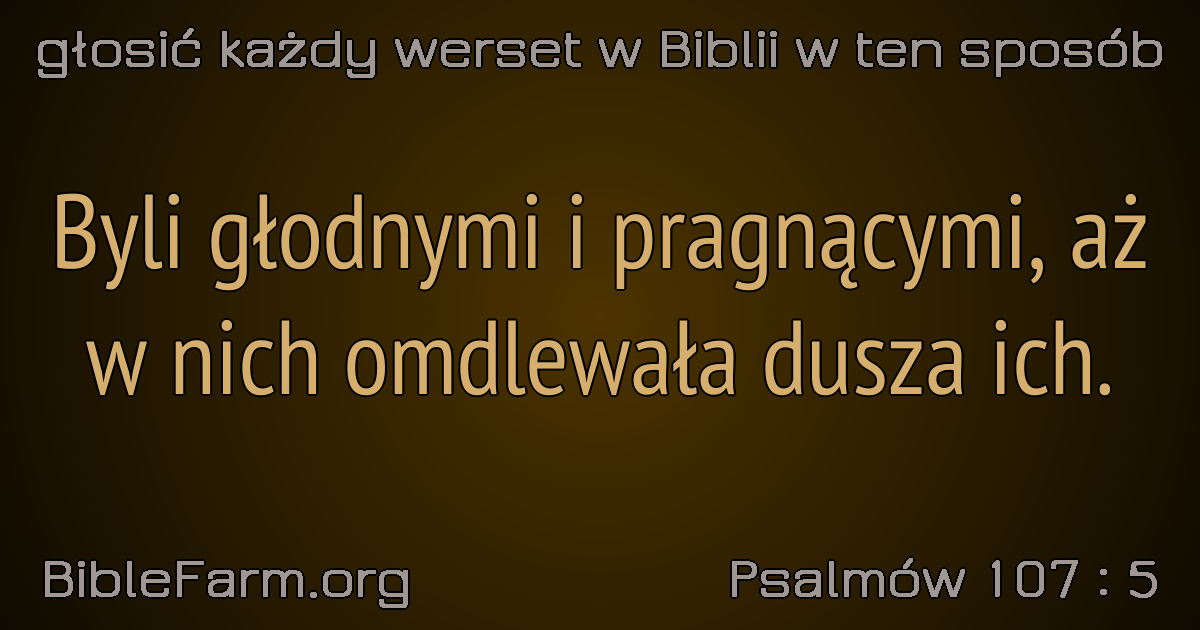 głosić każdy werset w Biblii w ten sposób
Byli głodnymi i pragnącymi, aż
w nich omdlewała dusza ich.
BibleFarm.org
Psalmów 107 : 5